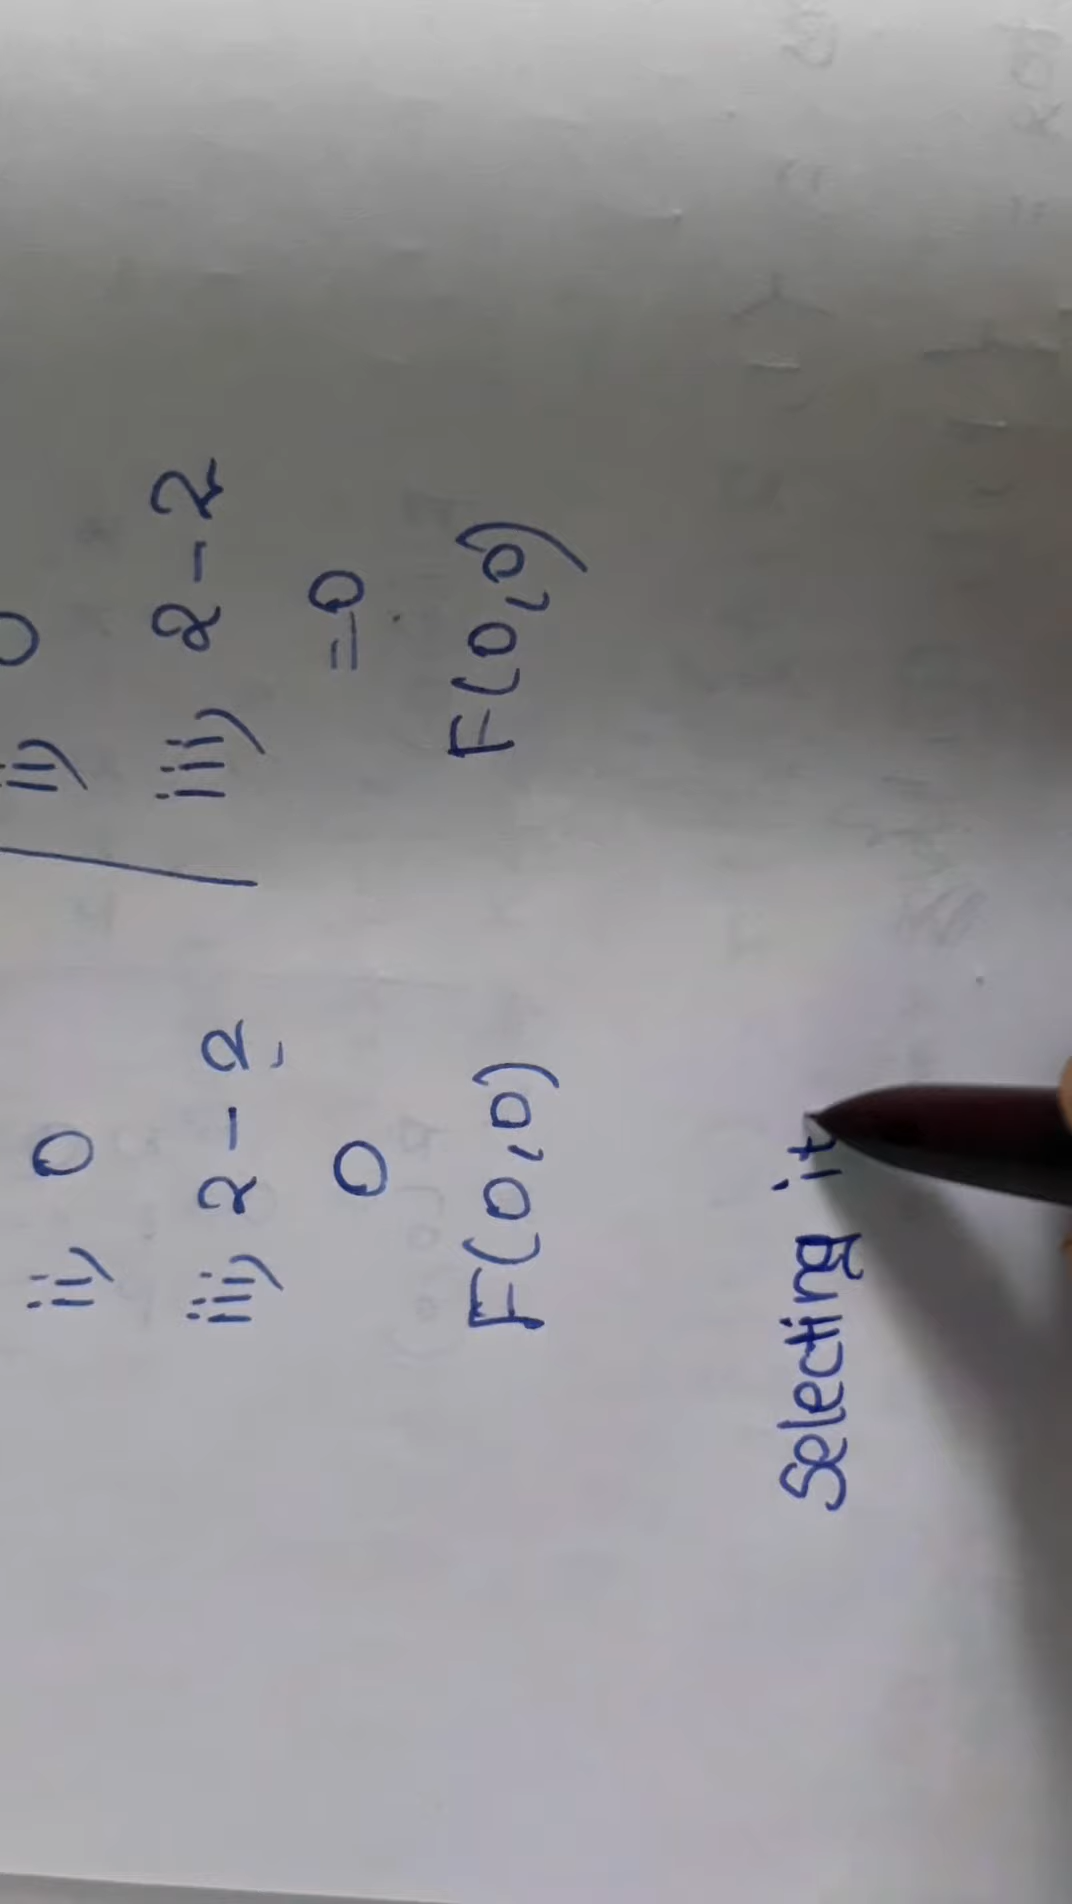 ii) 0
iii) 2-2
0
F(0,0)
ii) 0
iii) 2-2
=0
F(0,0)
Selecting it